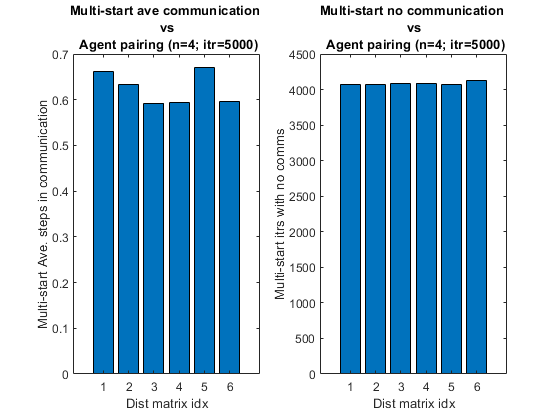 Multi-start ave communication
vs
Agent pairing (n=4; itr=5000)
Multi-start Ave. steps in communication
0.7
0.6
0.5
0.4
0.3
0.2
0.1
0
1 2 3 4 5 6
Dist matrix idx
Multi-start no communication
vs
Agent pairing (n=4; itr=5000)
Multi-start itrs with no comms
4500
4000
3500
3000
2500
2000
1500
1000
500
0
1 2 3 4 5 6
Dist matrix idx